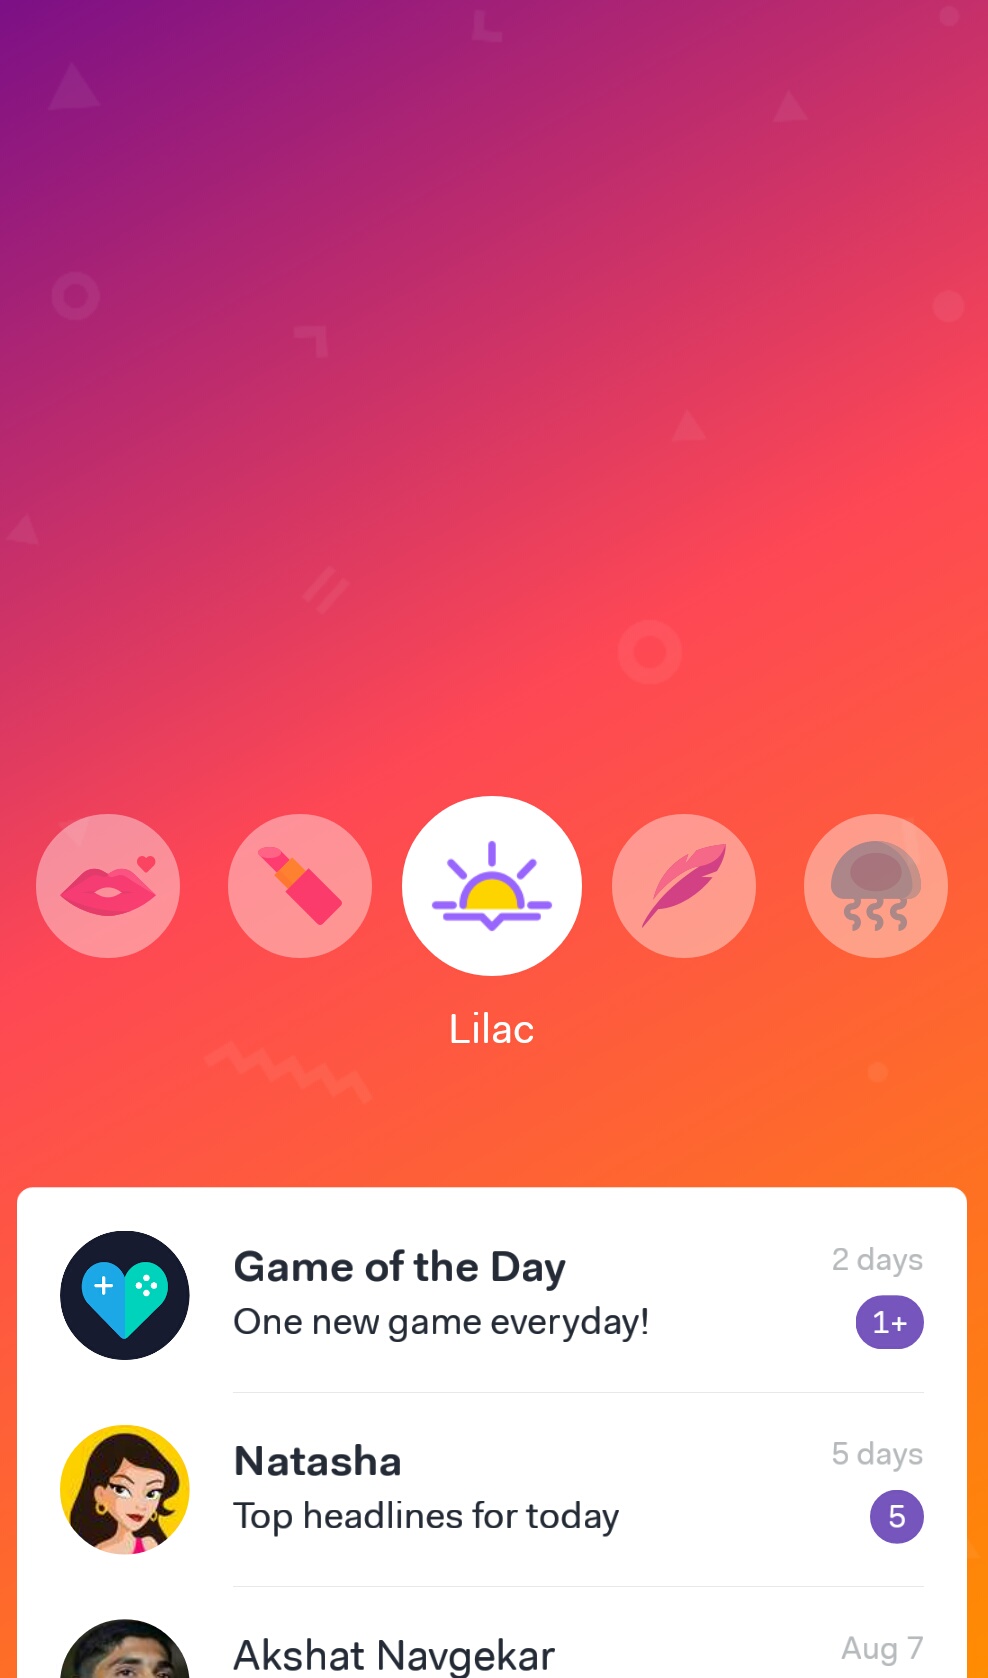 Lilac
Game of the Day
2 days
One new game everyday!
1+
Natasha
5 days
Top headlines for today
5
Akshat Navgekar
Aug 7